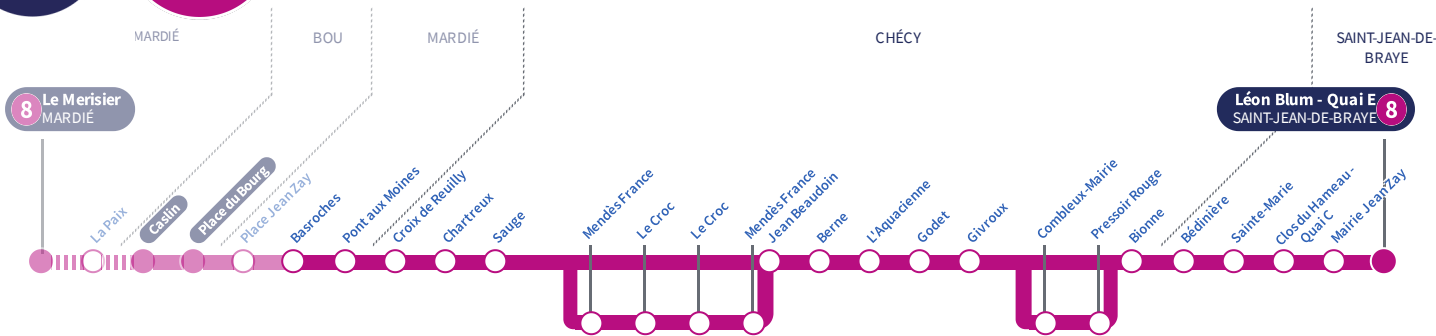 MARDIÉ
BOU
MARDIÉ
CHÉCY
SAINT-JEAN-DE-
BRAYE
8
Le Merisier
MARDIÉ
Léon Blum - Quai E
SAINT-JEAN-DE-BRAYE
8
La Paix
Caslin
Place du Bourg
Place Jean Zay
Basroches
Pont aux Moines
Croix de Reuilly
Chartreux
Sauge
Mendès France
Le Croc
Le Croc
Mendès France
Jean Beaudoin
Berne
L'Aquacienne
Godet
Givroux
Combleux-Mairie
Pressoir Rouge
Bionne
Bédinière
Sainte-Marie
Clos du Hameau-
Quai C
Mairie Jean Zay